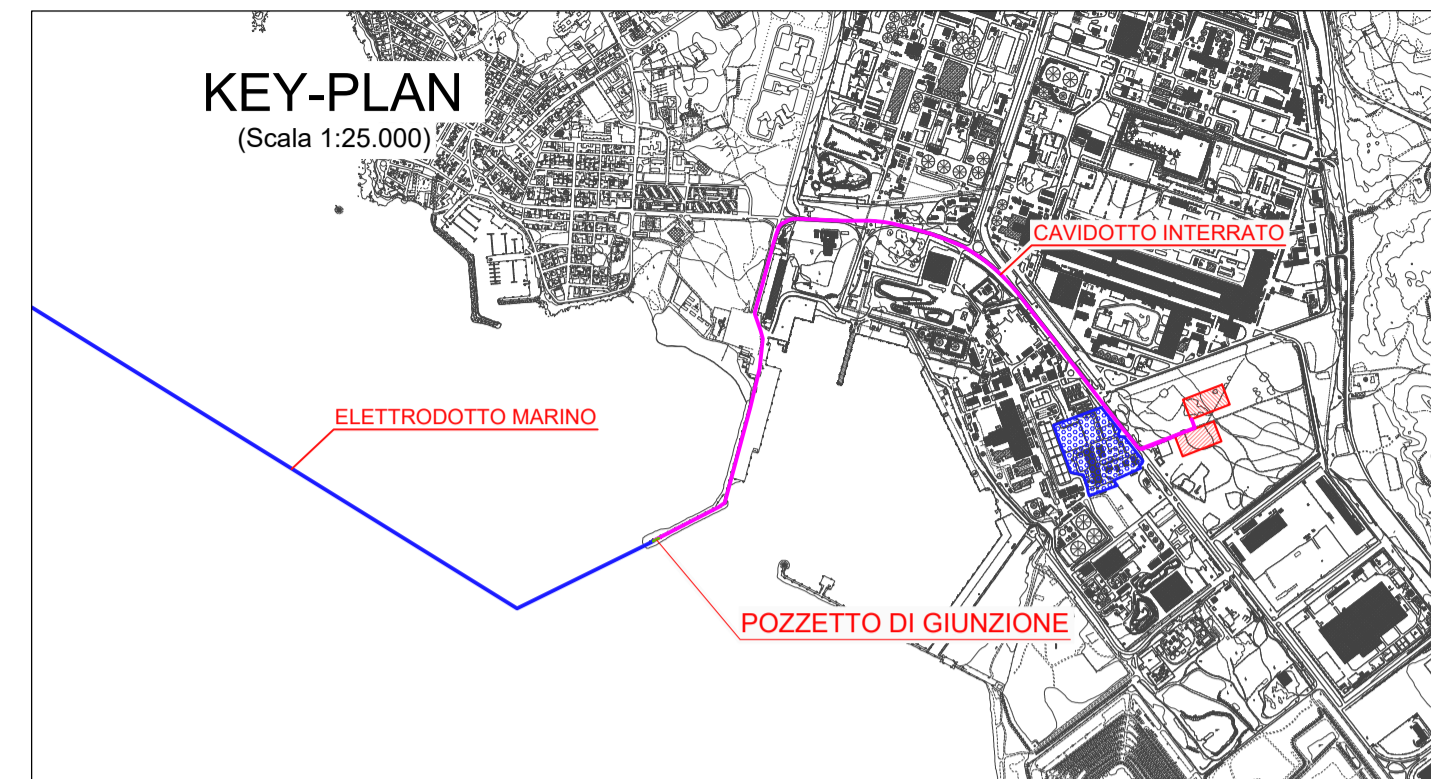 KEY-PLAN
(Scala 1:25.000)
CAVIDOTTO INTERRATO
ELETTRODOTTO MARINO
POZZETTO DI GIUNZIONE